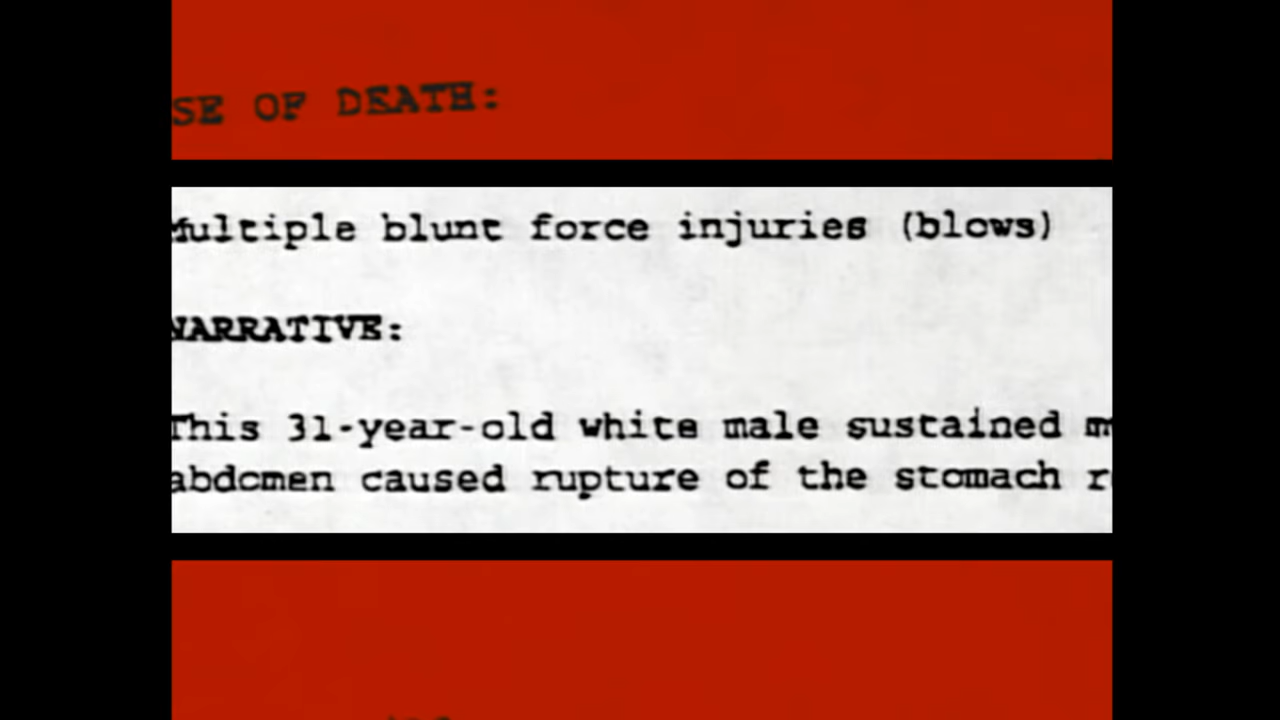 SE OF DEATH:
Multiple blunt force injuries (blows)
NARRATIVE:
This 31-year-old white male sustained m
abdomen caused rupture of the stomach r